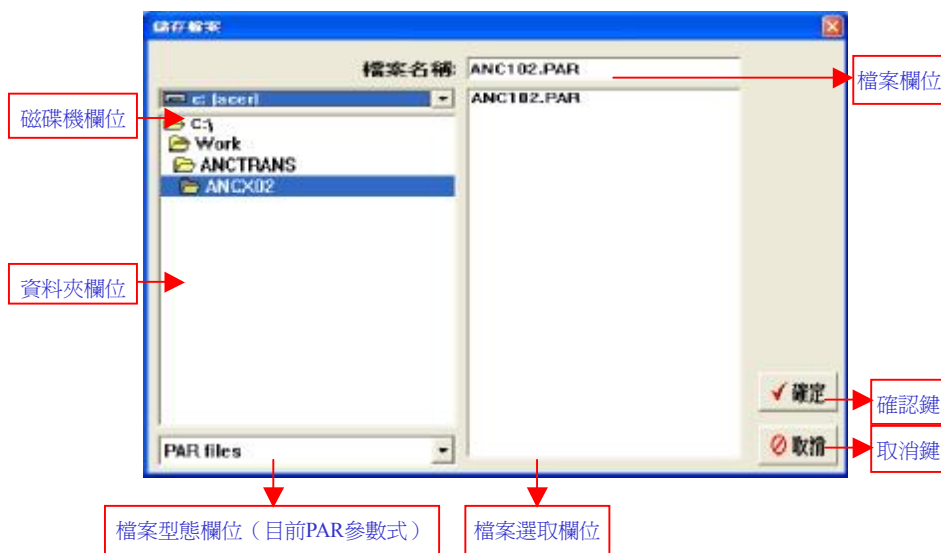 儲存檔案
檔案名稱: ANC102.PAR
檔案欄位
c: [acer]
ANC102.PAR
磁碟機欄位
C:\
Work
ANCTRANS
ANCX02
資料夾欄位
確定
確認鍵
PAR files
取消
取消鍵
檔案型態欄位（目前PAR參數式）
檔案選取欄位